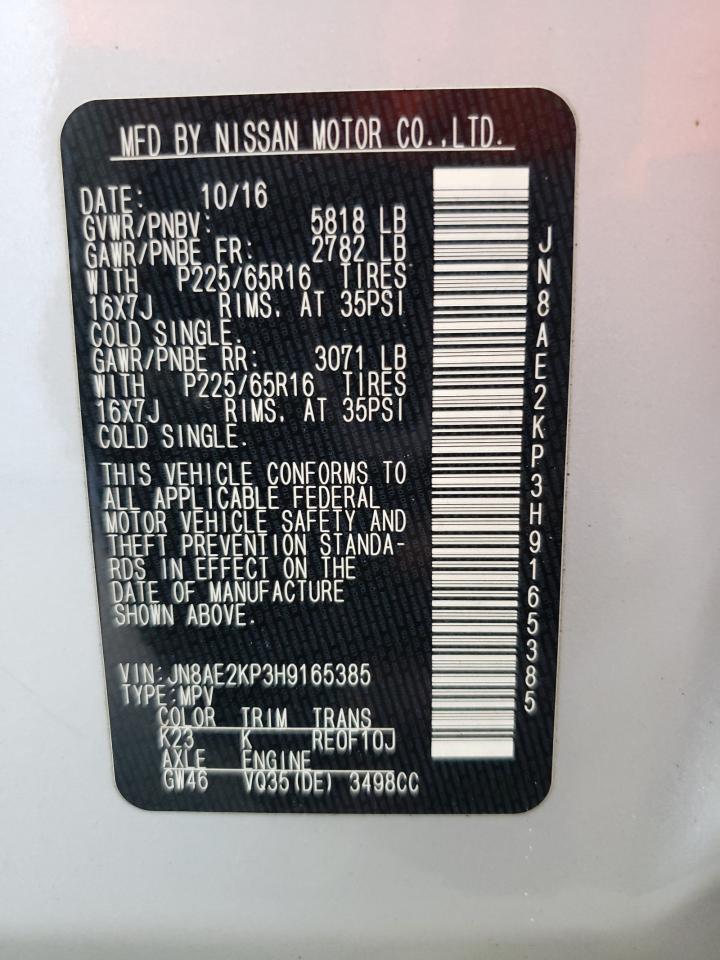 MFD BY NISSAN MOTOR CO.,LTD.
DATE: 10/16
GVWR/PNBV: 5818 LB
GAWR/PNBE FR: 2782 LB
WITH P225/65R16 TIRES
16X7J RIMS. AT 35PSI
COLD SINGLE.
GAWR/PNBE RR: 3071 LB
WITH P225/65R16 TIRES
16X7J RIMS. AT 35PSI
COLD SINGLE.
THIS VEHICLE CONFORMS TO
ALL APPLICABLE FEDERAL
MOTOR VEHICLE SAFETY AND
THEFT PREVENTION STANDA-
RDS IN EFFECT ON THE
DATE OF MANUFACTURE
SHOWN ABOVE.
VIN:JN8AE2KP3H9165385
TYPE:MPV
COLOR TRIM TRANS
K23 K RE0F10J
AXLE ENGINE
GW46 VQ35(DE) 3498CC
JN8AE2KP3H9165385